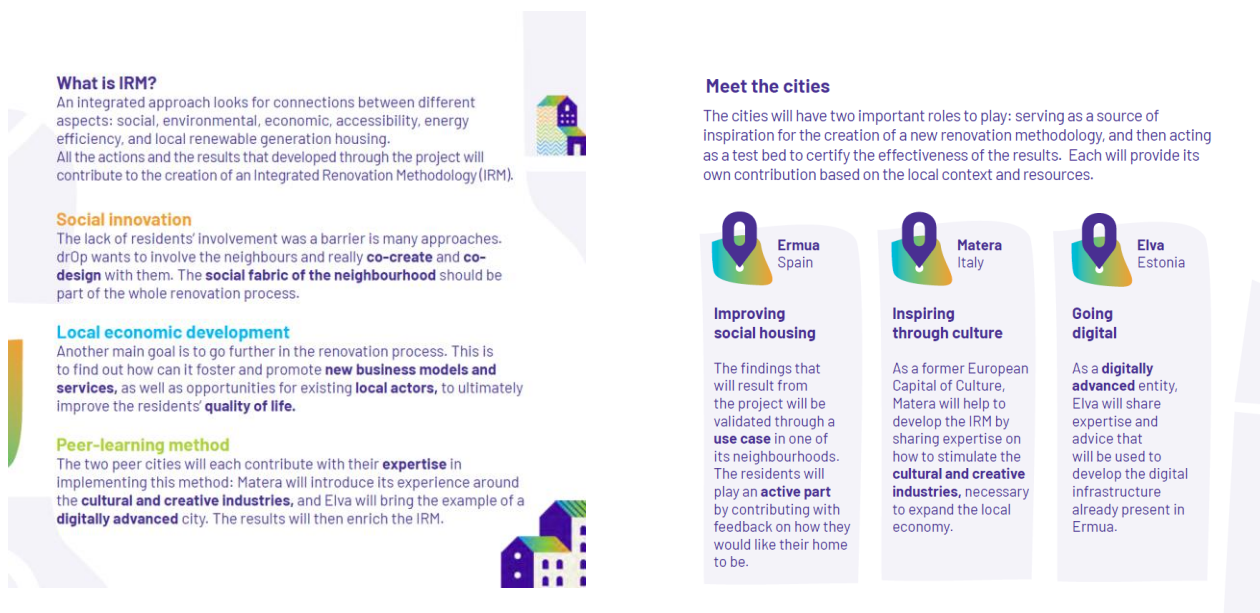 What is IRM?
An integrated approach looks for connections between different
aspects: social, environmental, economic, accessibility, energy
efficiency, and local renewable generation housing.
All the actions and the results that developed through the project will
contribute to the creation of an Integrated Renovation Methodology (IRM).
Social innovation
The lack of residents' involvement was a barrier is many approaches.
drOp wants to involve the neighbours and really co-create and co-
design with them. The social fabric of the neighbourhood should be
part of the whole renovation process.
Local economic development
Another main goal is to go further in the renovation process. This is
to find out how can it foster and promote new business models and
services, as well as opportunities for existing local actors, to ultimately
improve the residents' quality of life.
Peer-learning method
The two peer cities will each contribute with their expertise in
implementing this method: Matera will introduce its experience around
the cultural and creative industries, and Elva will bring the example of a
digitally advanced city. The results will then enrich the IRM.
Meet the cities
The cities will have two important roles to play: serving as a source of
inspiration for the creation of a new renovation methodology, and then acting
as a test bed to certify the effectiveness of the results. Each will provide its
own contribution based on the local context and resources.
Ermua
Spain
Improving
social housing
The findings that
will result from
the project will be
validated through a
use case in one of
its neighbourhoods.
The residents will
play an active part
by contributing with
feedback on how they
would like their home
to be.
Matera
Italy
Inspiring
through culture
As a former European
Capital of Culture,
Matera will help to
develop the IRM by
sharing expertise on
how to stimulate the
cultural and creative
industries, necessary
to expand the local
economy.
Elva
Estonia
Going
digital
As a digitally
advanced entity,
Elva will share
expertise and
advice that
will be used to
develop the digital
infrastructure
already present in
Ermua.